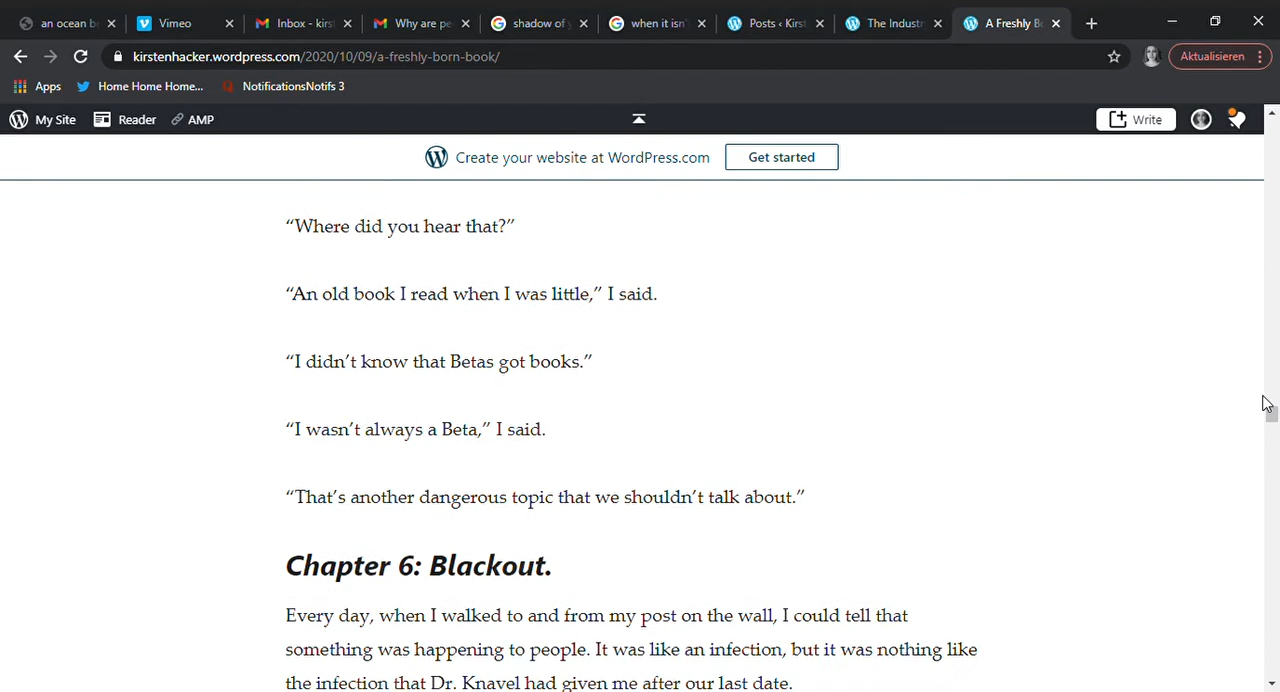 an ocean b
Vimeo
Inbox - kirst
Why are pe
shadow of
when it isn'
Posts ‹ Kirst
The Industr
A Freshly Bo
kirstenhacker.wordpress.com/2020/10/09/a-freshly-born-book/
Aktualisieren
Apps
Home Home Home...
NotificationsNotifs 3
My Site
Reader
AMP
Write
Create your website at WordPress.com
Get started
“Where did you hear that?”
“An old book I read when I was little,” I said.
“I didn’t know that Betas got books.”
“I wasn’t always a Beta,” I said.
“That’s another dangerous topic that we shouldn’t talk about.”
Chapter 6: Blackout.
Every day, when I walked to and from my post on the wall, I could tell that
something was happening to people. It was like an infection, but it was nothing like
the infection that Dr. Knavel had given me after our last date.